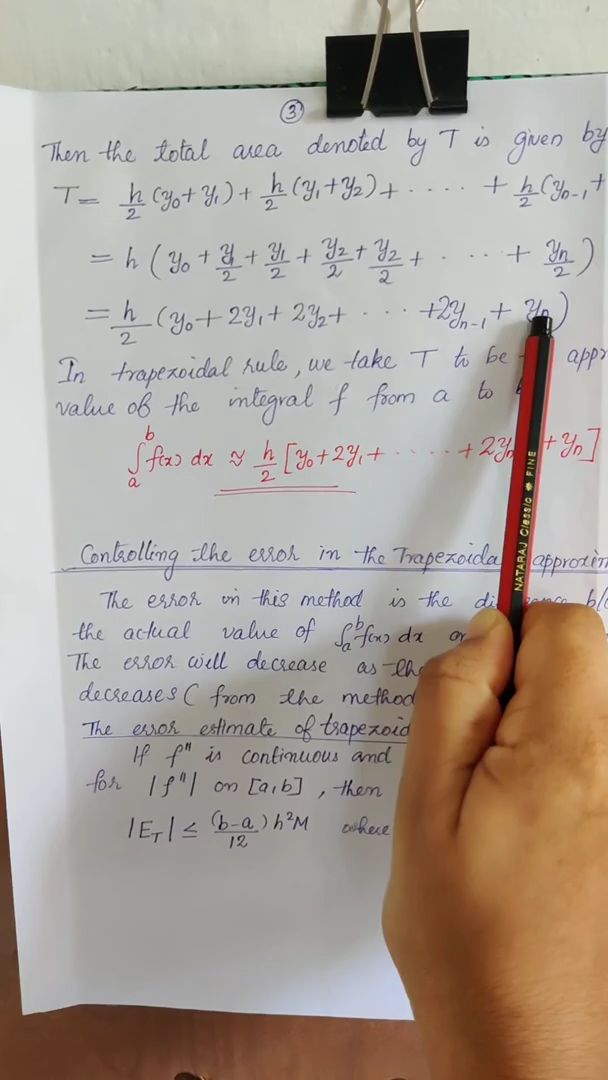 ③
Then the total area denoted by T is given by
T = h/2 (y₀ + y₁) + h/2 (y₁ + y₂) + ..... + h/2 (yₙ₋₁ +
= h ( y₀ + y/2 + y₁/2 + y₂/2 + y₂/2 + . ... + yₙ/2 )
= h/2 (y₀ + 2y₁ + 2y₂ + . ... + 2yₙ₋₁ + yₙ)
In trapezoidal rule, we take T to be appr
value of the integral f from a to
∫ₐᵇ f(x) dx ≈ h/2 [y₀ + 2y₁ + ..... + 2y + yₙ]
Controlling the error in the Trapezoida approxim
The error in this method is the b/
the actual value of ∫ₐᵇ f(x) dx
The error will decrease as the
decreases ( from the method
The error estimate of trapezoid
If f" is continuous and
for |f"| on [a,b] , then
|E_T| ≤ (b-a)/12 h²M where
NATARAJ Classic FINE